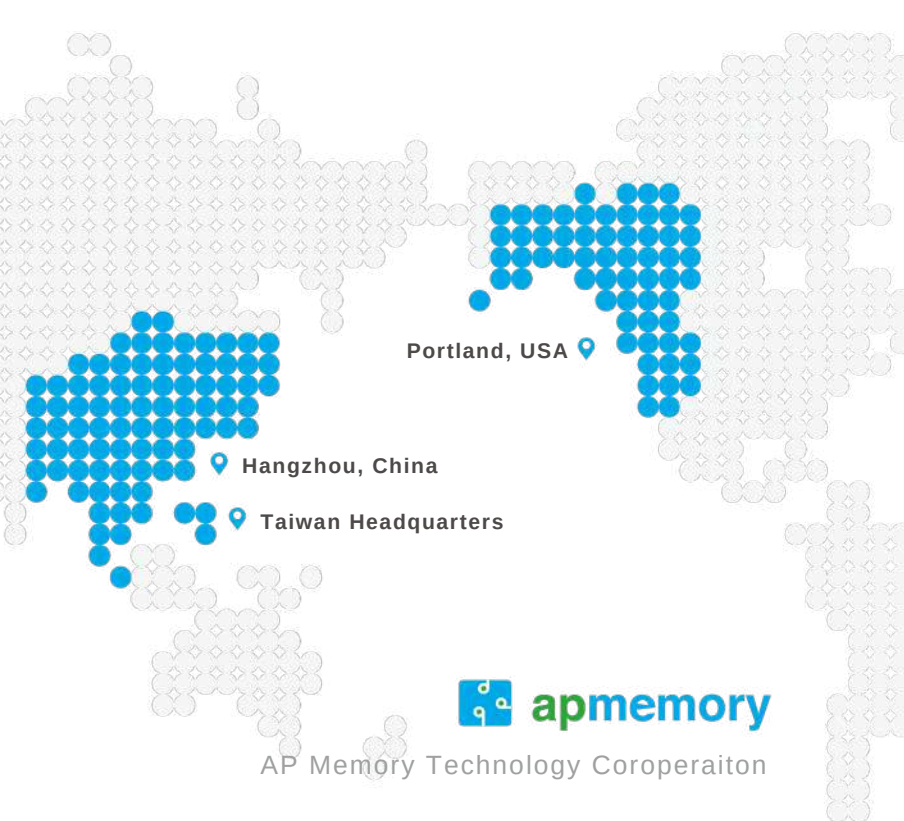 Portland, USA
Hangzhou, China
Taiwan Headquarters
apmemory
AP Memory Technology Coroperaiton